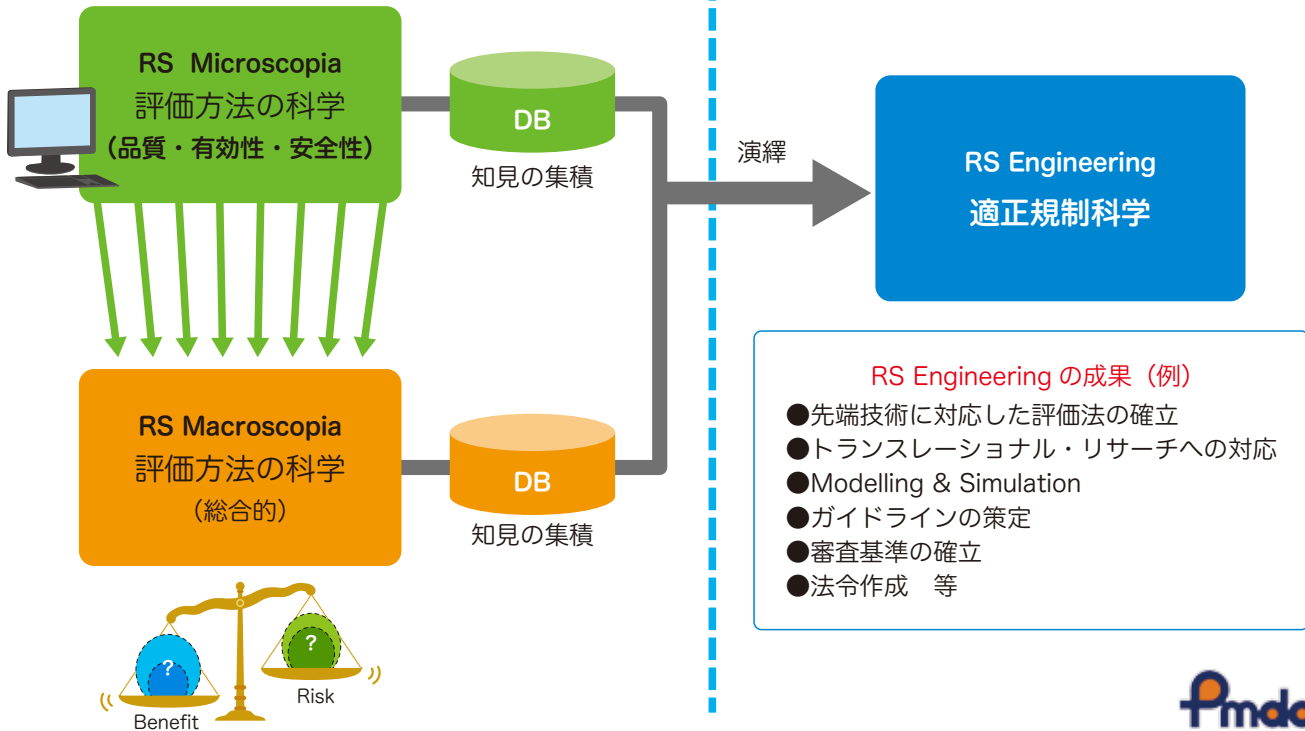 RS Microscopia
評価方法の科学
(品質・有効性・安全性)
DB
知見の集積
RS Macroscopia
評価方法の科学
(総合的)
DB
知見の集積
?
?
Benefit
Risk
演繹
RS Engineering
適正規制科学
RS Engineering の成果（例）
●先端技術に対応した評価法の確立
●トランスレーショナル・リサーチへの対応
●Modelling & Simulation
●ガイドラインの策定
●審査基準の確立
●法令作成　等
Pmda